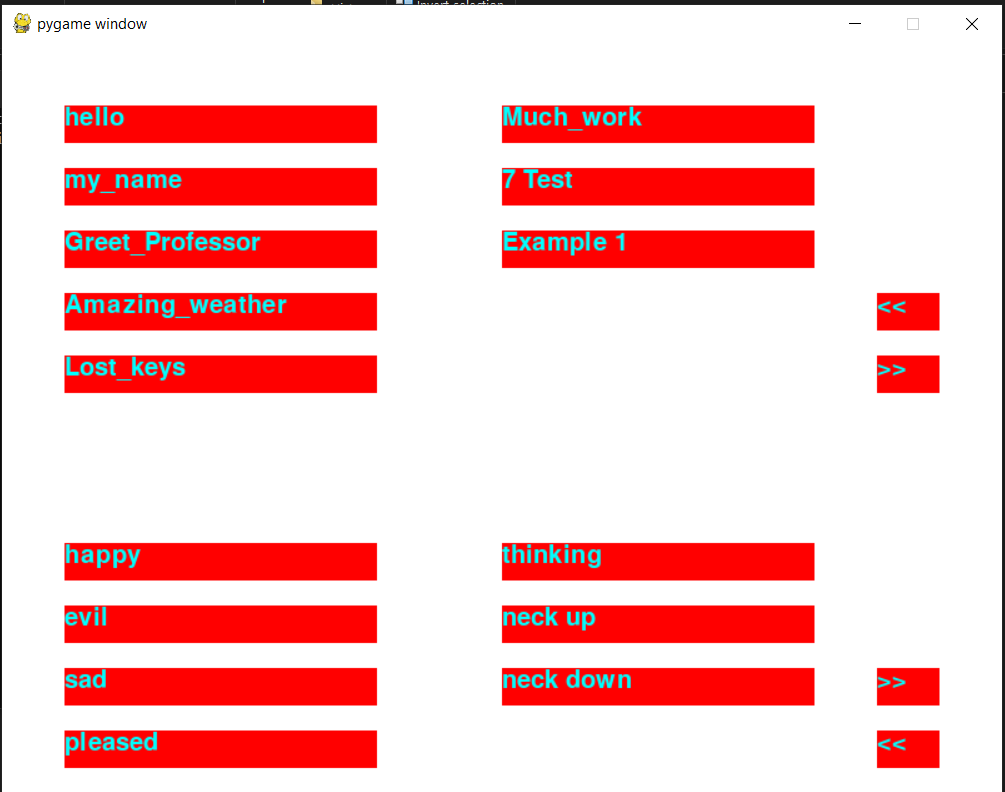 pygame window
hello
my_name
Greet_Professor
Amazing_weather
Lost_keys
Much_work
7 Test
Example 1
<<
>>
happy
evil
sad
pleased
thinking
neck up
neck down
>>
<<